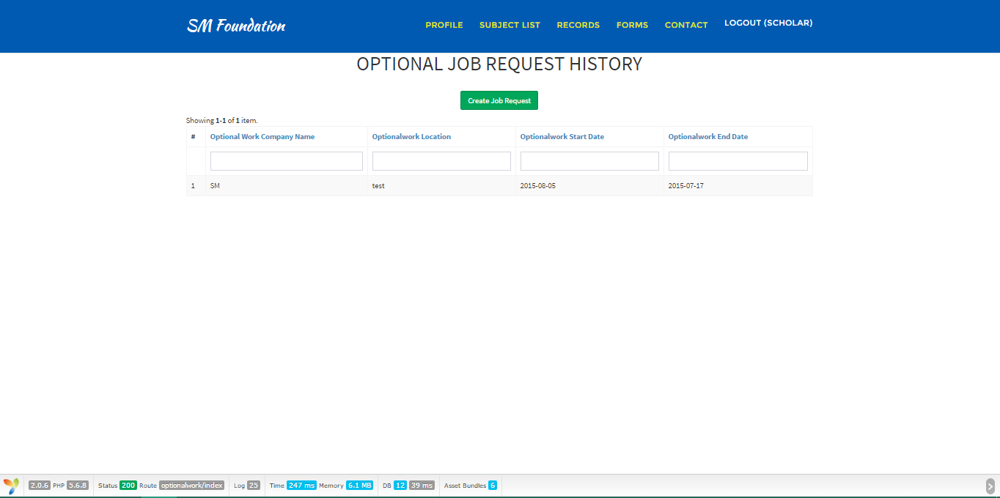 SM Foundation
PROFILE SUBJECT LIST RECORDS FORMS CONTACT LOGOUT (SCHOLAR)
OPTIONAL JOB REQUEST HISTORY
Create Job Request
Showing 1-1 of 1 item.
# Optional Work Company Name Optionalwork Location Optionalwork Start Date Optionalwork End Date
1 SM test 2015-08-05 2015-07-17
2.0.6 PHP 5.6.8 Status 200 Route optionalwork/index Log 25 Time 247 ms Memory 6.1 MB DB 12 39 ms Asset Bundles 6